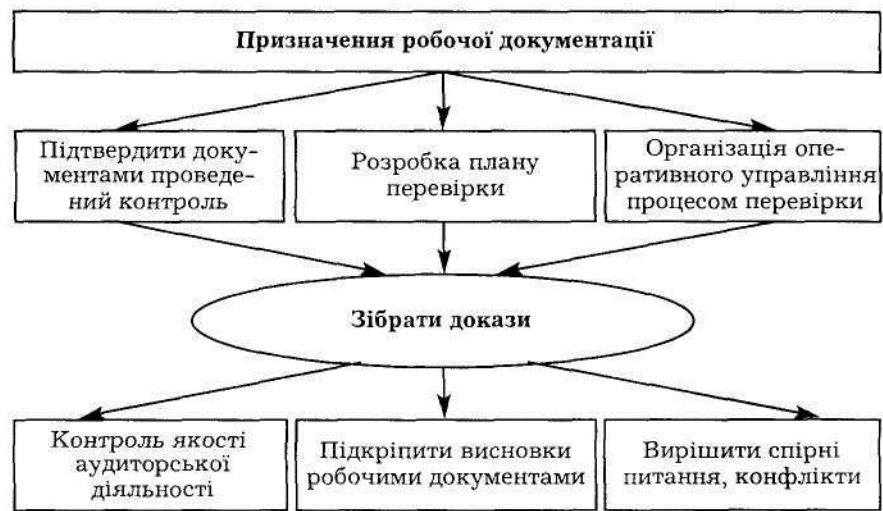 Призначення робочої документації
Підтвердити доку-
ментами проведе-
ний контроль
Розробка плану
перевірки
Організація опе-
ративного управління
процесом перевірки
Зібрати докази
Контроль якості
аудиторської
діяльності
Підкріпити висновки
робочими документами
Вирішити спірні
питання, конфлікти